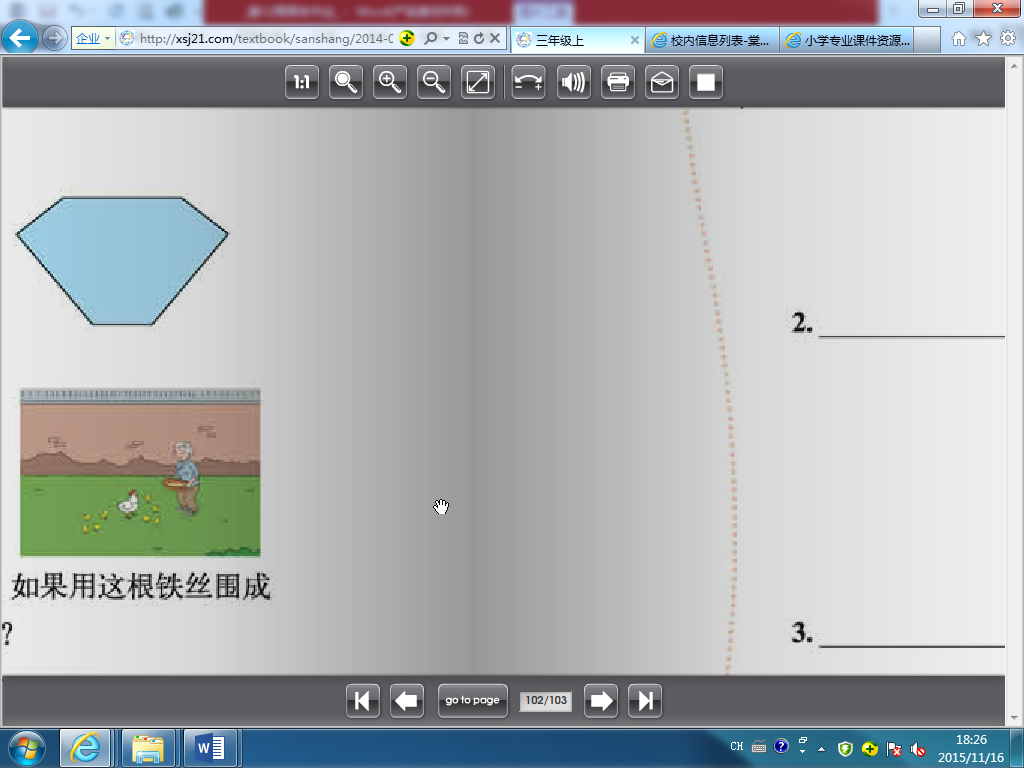 企业
http://xsj21.com/textbook/sanshang/2014-0
三年级上
校内信息列表-棠...
小学专业课件资源...
1:1
2.
如果用这根铁丝围成
?
3.
go to page
102/103
CH
18:26
2015/11/16